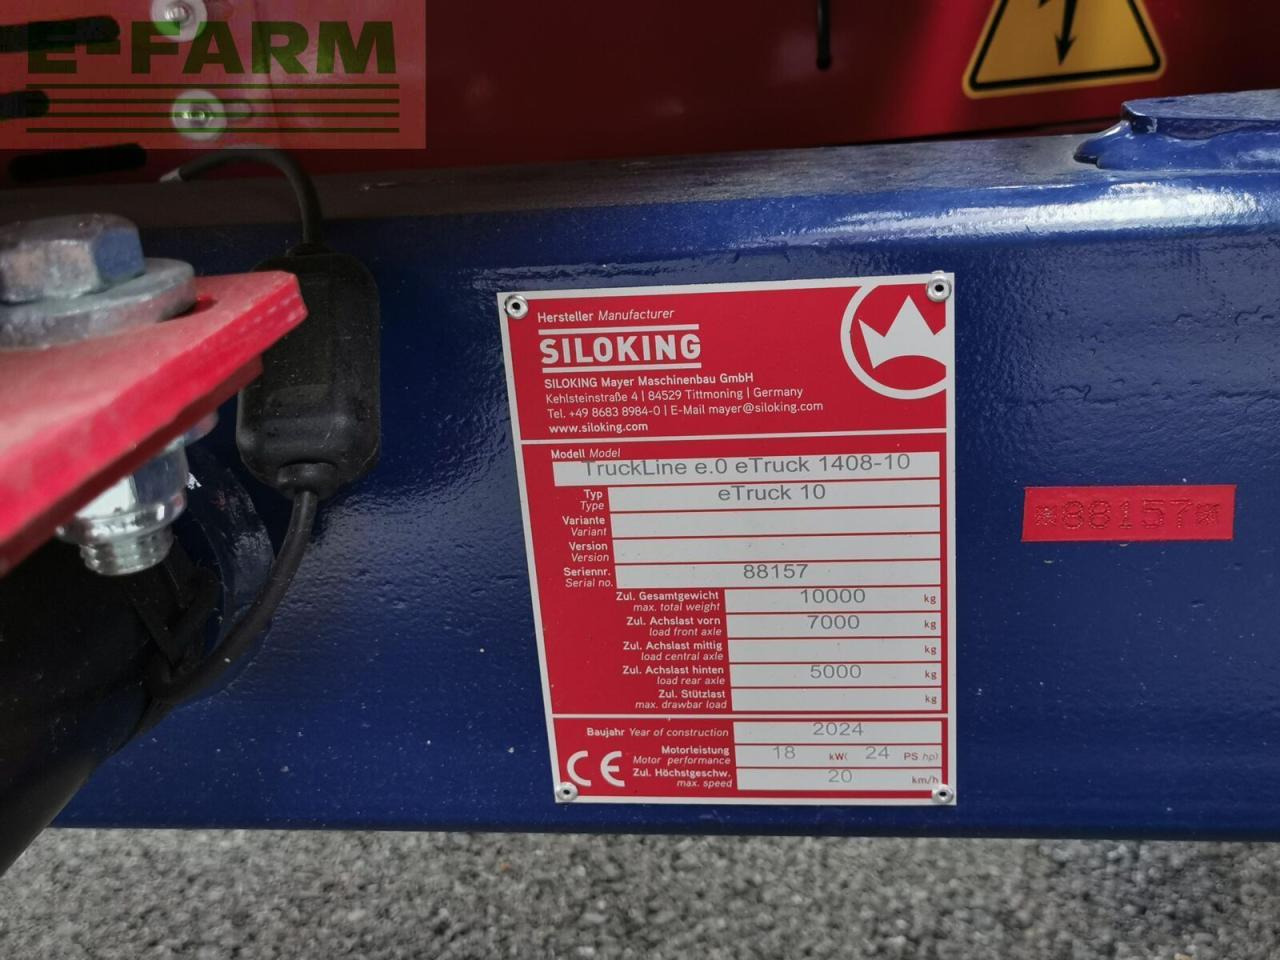 E-FARM
Hersteller Manufacturer
SILOKING
SILOKING Mayer Maschinenbau GmbH
Kehlsteinstraße 4 | 84529 Tittmoning | Germany
Tel. +49 8683 8984-0 | E-Mail mayer@siloking.com
www.siloking.com
Modell Model
TruckLine e.0 eTruck 1408-10
Typ
Type
eTruck 10
Variante
Variant
Version
Version
Seriennr.
Serial no.
88157
Zul. Gesamtgewicht
max. total weight
10000 kg
Zul. Achslast vorn
load front axle
7000 kg
Zul. Achslast mittig
load central axle
kg
Zul. Achslast hinten
load rear axle
5000 kg
Zul. Stützlast
max. drawbar load
kg
Baujahr Year of construction
2024
Motorleistung
Motor performance
18 kW( 24 PS hp)
Zul. Höchstgeschw.
max. speed
20 km/h
CE
*88157*